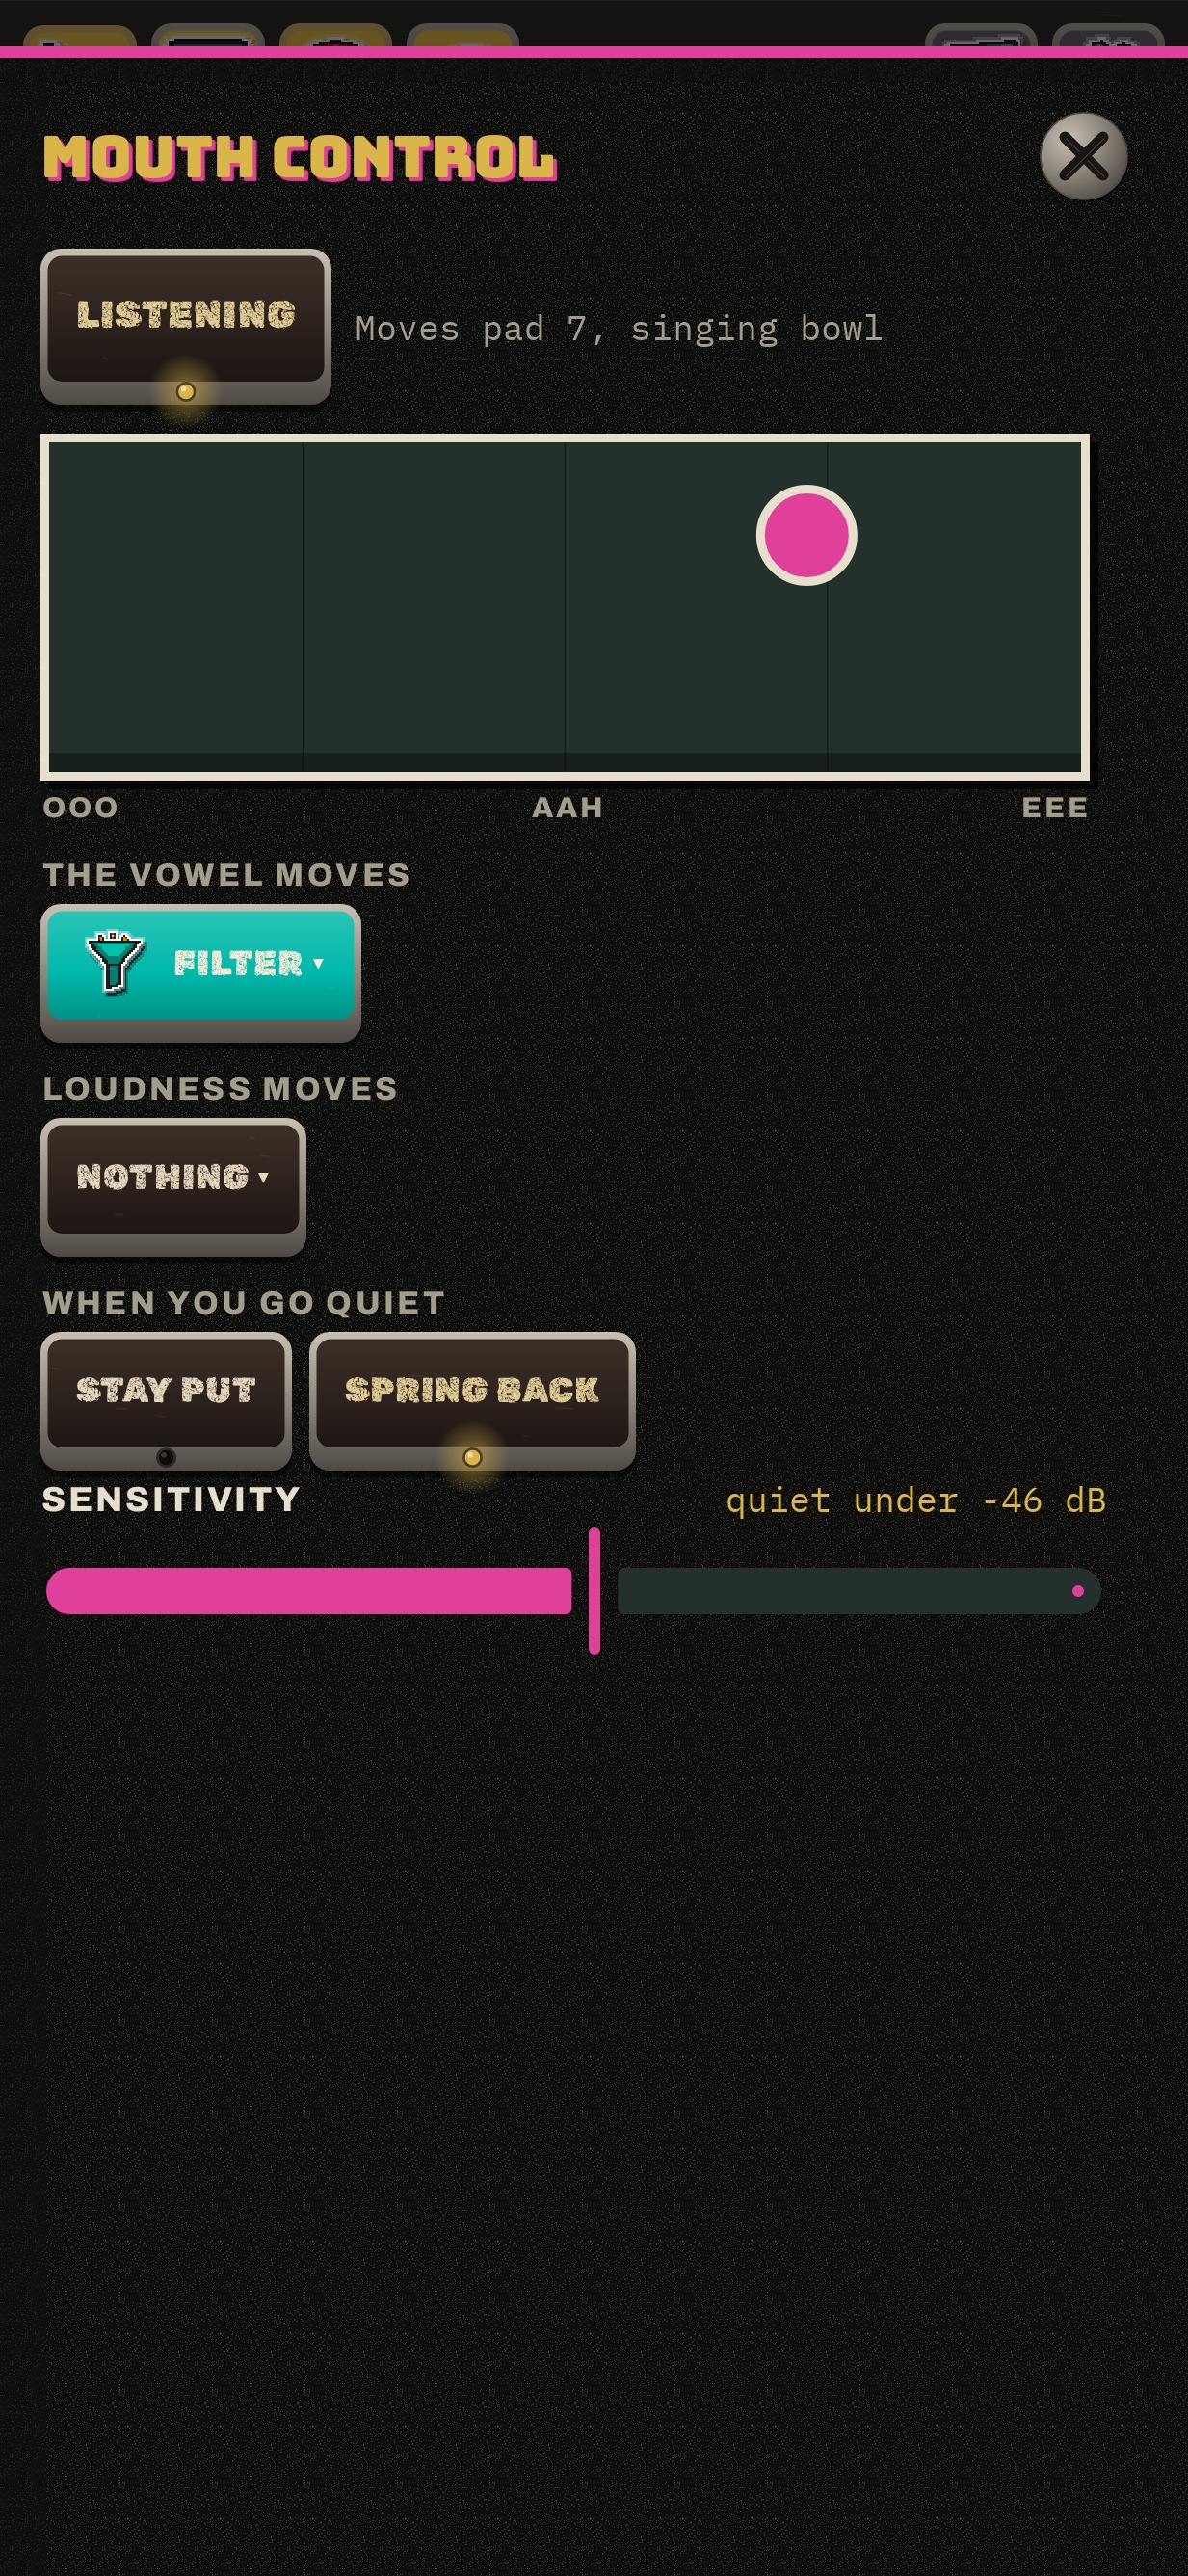 MOUTH CONTROL
LISTENING
Moves pad 7, singing bowl
OOO AAH EEE
THE VOWEL MOVES
FILTER ▾
LOUDNESS MOVES
NOTHING ▾
WHEN YOU GO QUIET
STAY PUT SPRING BACK
SENSITIVITY quiet under -46 dB